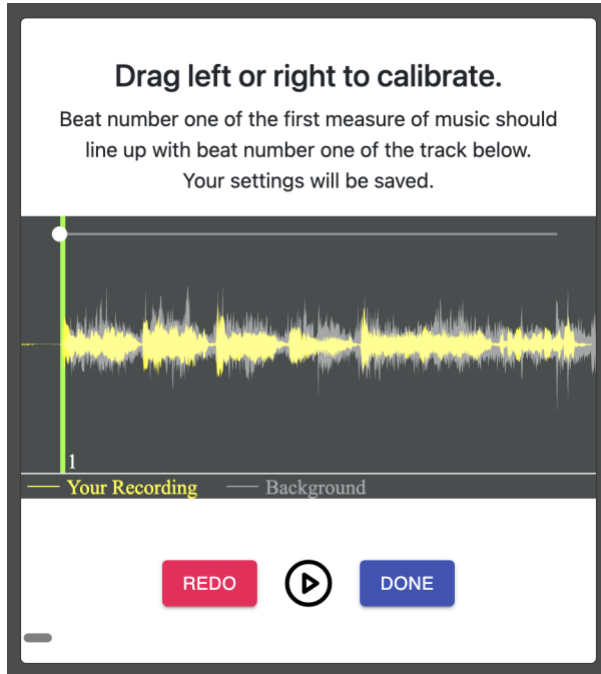 Drag left or right to calibrate.
Beat number one of the first measure of music should
line up with beat number one of the track below.
Your settings will be saved.
1
Your Recording
Background
REDO
DONE